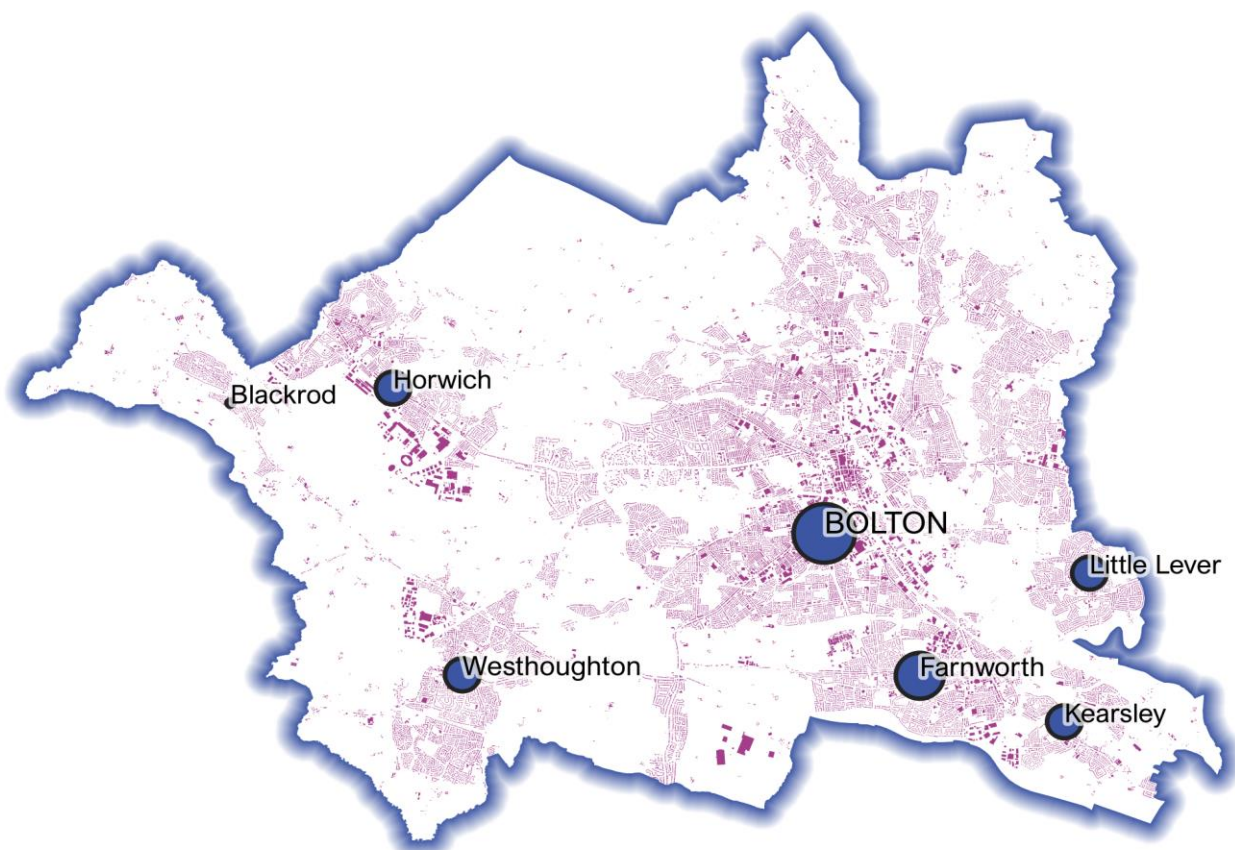 Horwich
Blackrod
BOLTON
Little Lever
Westhoughton
Farnworth
Kearsley